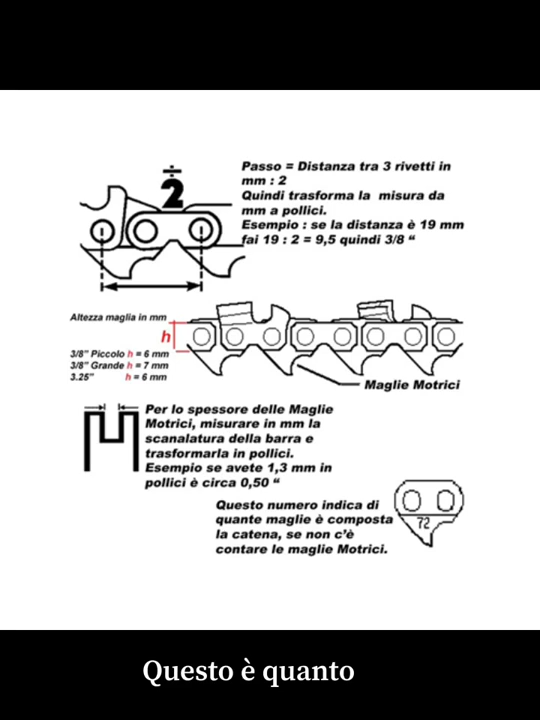 ÷
2
Passo = Distanza tra 3 rivetti in
mm : 2
Quindi trasforma la misura da
mm a pollici.
Esempio : se la distanza è 19 mm
fai 19 : 2 = 9,5 quindi 3/8 “
Altezza maglia in mm
h
3/8” Piccolo h = 6 mm
3/8” Grande h = 7 mm
3.25” h = 6 mm
Maglie Motrici
Per lo spessore delle Maglie
Motrici, misurare in mm la
scanalatura della barra e
trasformarla in pollici.
Esempio se avete 1,3 mm in
pollici è circa 0,50 “
Questo numero indica di
quante maglie è composta
la catena, se non c’è
contare le maglie Motrici.
72
Questo è quanto